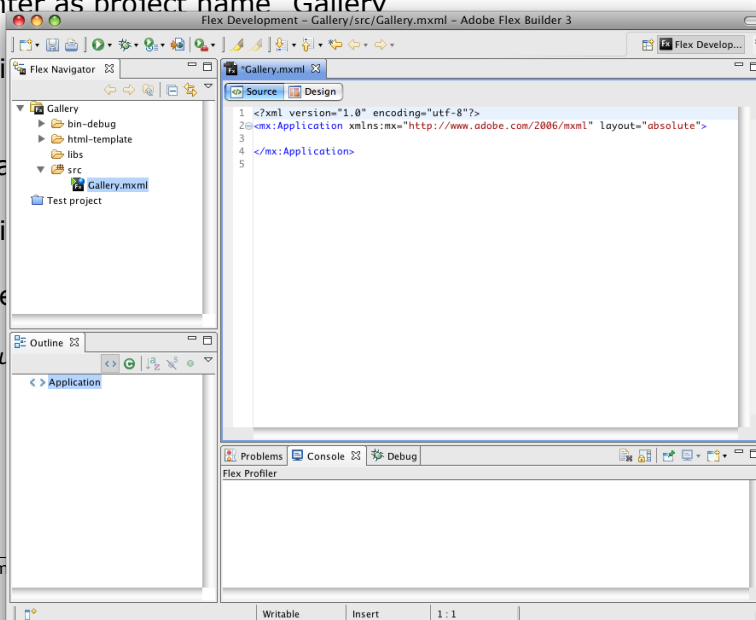 nter as project name "Gallery
Flex Development – Gallery/src/Gallery.mxml – Adobe Flex Builder 3
Flex Develop...
Flex Navigator
*Gallery.mxml
Source
Design
Gallery
bin-debug
html-template
libs
src
Gallery.mxml
Test project
1 <?xml version="1.0" encoding="utf-8"?>
2 <mx:Application xmlns:mx="http://www.adobe.com/2006/mxml" layout="absolute">
3
4 </mx:Application>
5
Outline
< > Application
Problems
Console
Debug
Flex Profiler
Writable
Insert
1 : 1